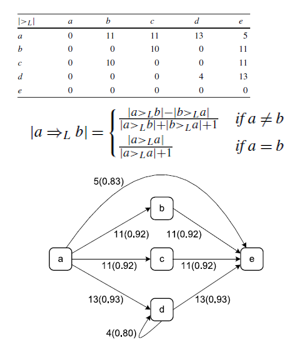 |>L| a b c d e
a 0 11 11 13 5
b 0 0 10 0 11
c 0 10 0 0 11
d 0 0 0 4 13
e 0 0 0 0 0
|a ⇒L b| = { |a>L b|−|b>L a| / |a>L b|+|b>L a|+1 if a ≠ b
|a>L a| / |a>L a|+1 if a = b
5(0.83)
b
11(0.92) 11(0.92)
a 11(0.92) c 11(0.92) e
13(0.93) 13(0.93)
d
4(0.80)